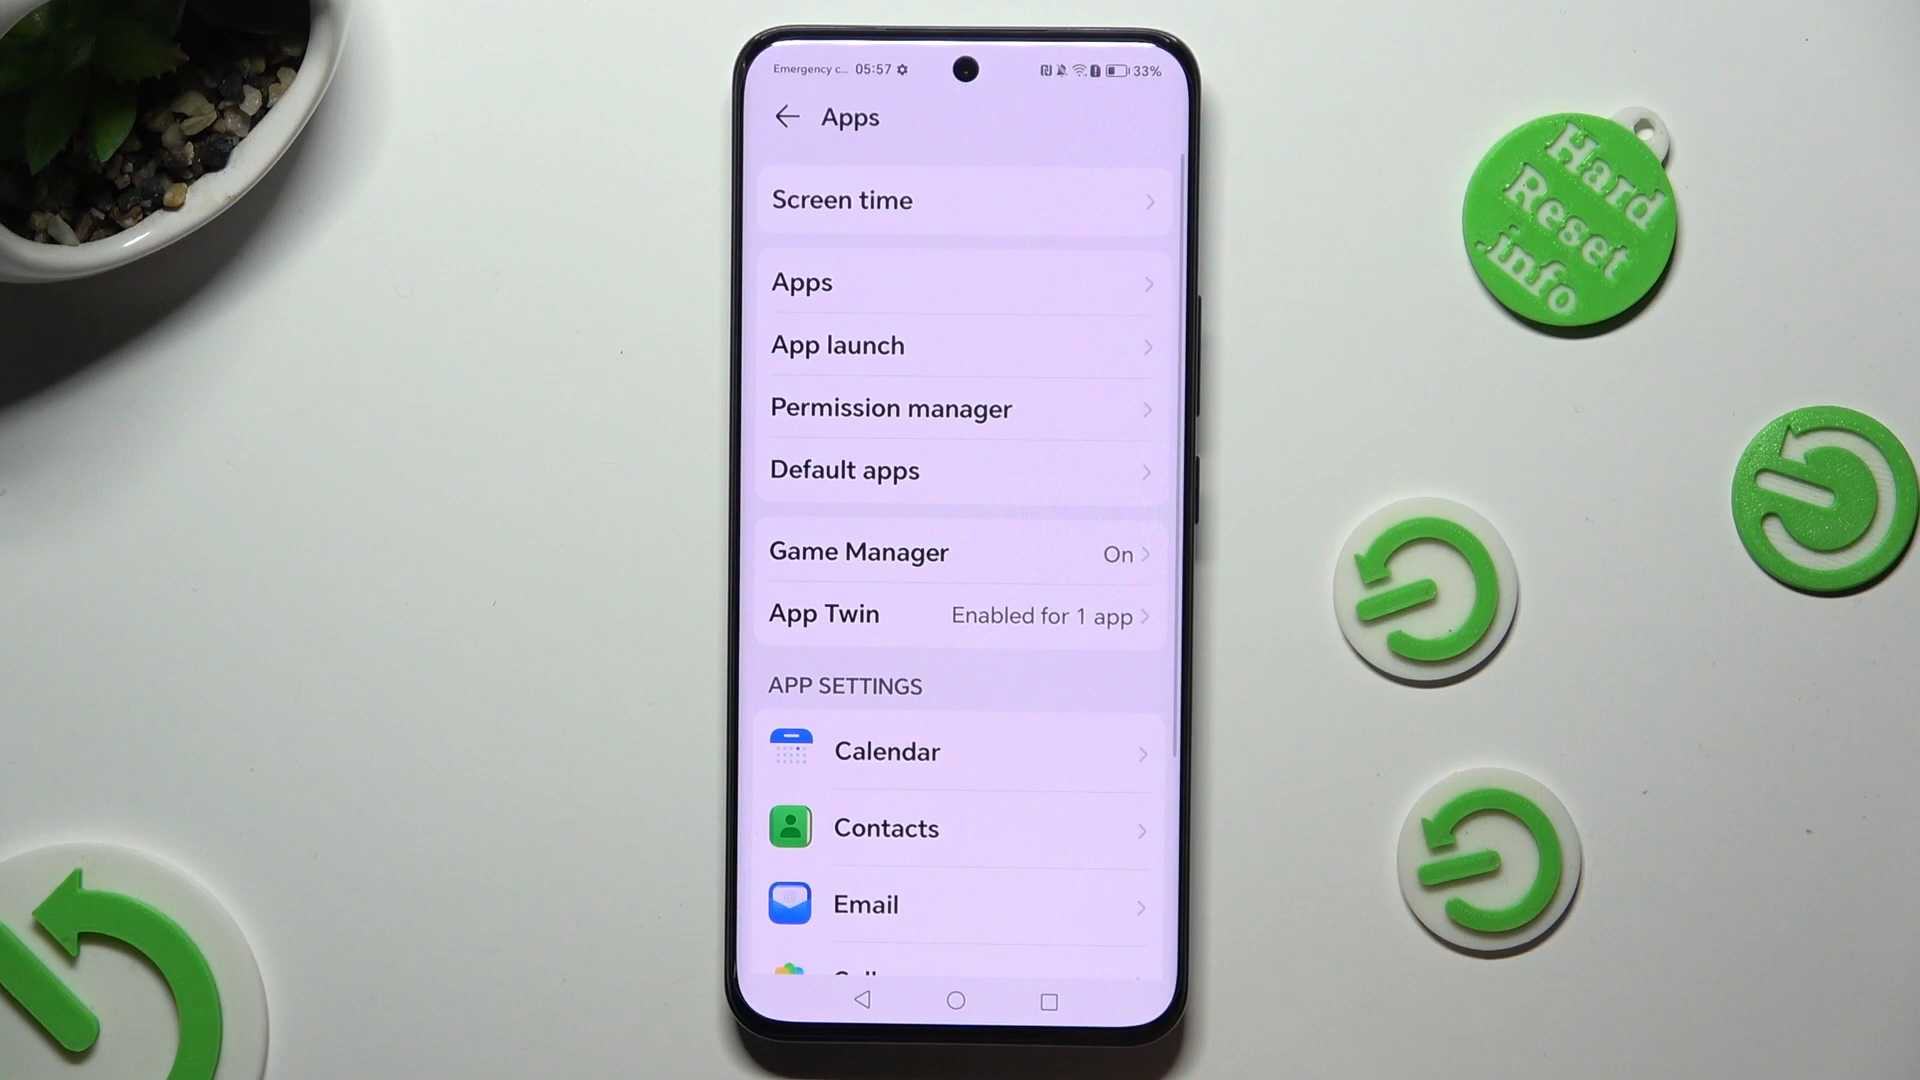 Emergency c... 05:57 33%
Apps
Screen time
Apps
App launch
Permission manager
Default apps
Game Manager On
App Twin Enabled for 1 app
APP SETTINGS
Calendar
Contacts
Email
Hard
Reset
.info